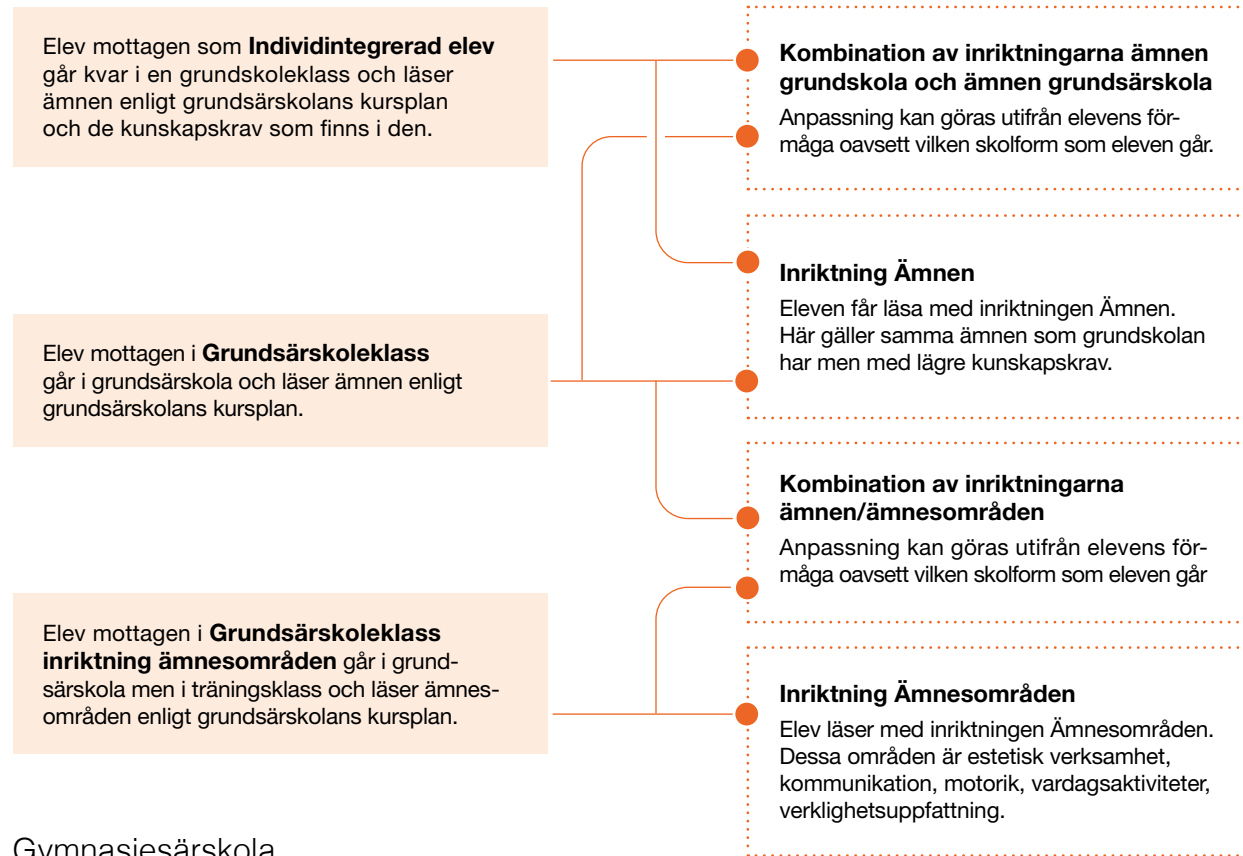 Elev mottagen som Individintegrerad elev
går kvar i en grundskoleklass och läser
ämnen enligt grundsärskolans kursplan
och de kunskapskrav som finns i den.
Kombination av inriktningarna ämnen
grundskola och ämnen grundsärskola
Anpassning kan göras utifrån elevens för-
måga oavsett vilken skolform som eleven går.
Inriktning Ämnen
Eleven får läsa med inriktningen Ämnen.
Här gäller samma ämnen som grundskolan
har men med lägre kunskapskrav.
Elev mottagen i Grundsärskoleklass
går i grundsärskola och läser ämnen enligt
grundsärskolans kursplan.
Kombination av inriktningarna
ämnen/ämnesområden
Anpassning kan göras utifrån elevens för-
måga oavsett vilken skolform som eleven går
Elev mottagen i Grundsärskoleklass
inriktning ämnesområden går i grund-
särskola men i träningsklass och läser ämnes-
områden enligt grundsärskolans kursplan.
Inriktning Ämnesområden
Elev läser med inriktningen Ämnesområden.
Dessa områden är estetisk verksamhet,
kommunikation, motorik, vardagsaktiviteter,
verklighetsuppfattning.
Gymnasiesärskola